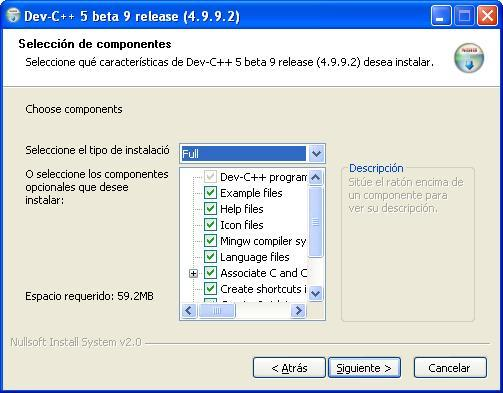 Dev-C++ 5 beta 9 release (4.9.9.2)
Selección de componentes
Seleccione qué características de Dev-C++ 5 beta 9 release (4.9.9.2) desea instalar.
Choose components
Seleccione el tipo de instalació
Full
O seleccione los componentes
opcionales que desee
instalar:
Dev-C++ program
Example files
Help files
Icon files
Mingw compiler sy
Language files
Associate C and C
Create shortcuts i
Descripción
Sitúe el ratón encima de
un componente para
ver su descripción.
Espacio requerido: 59.2MB
Nullsoft Install System v2.0
< Atrás
Siguiente >
Cancelar